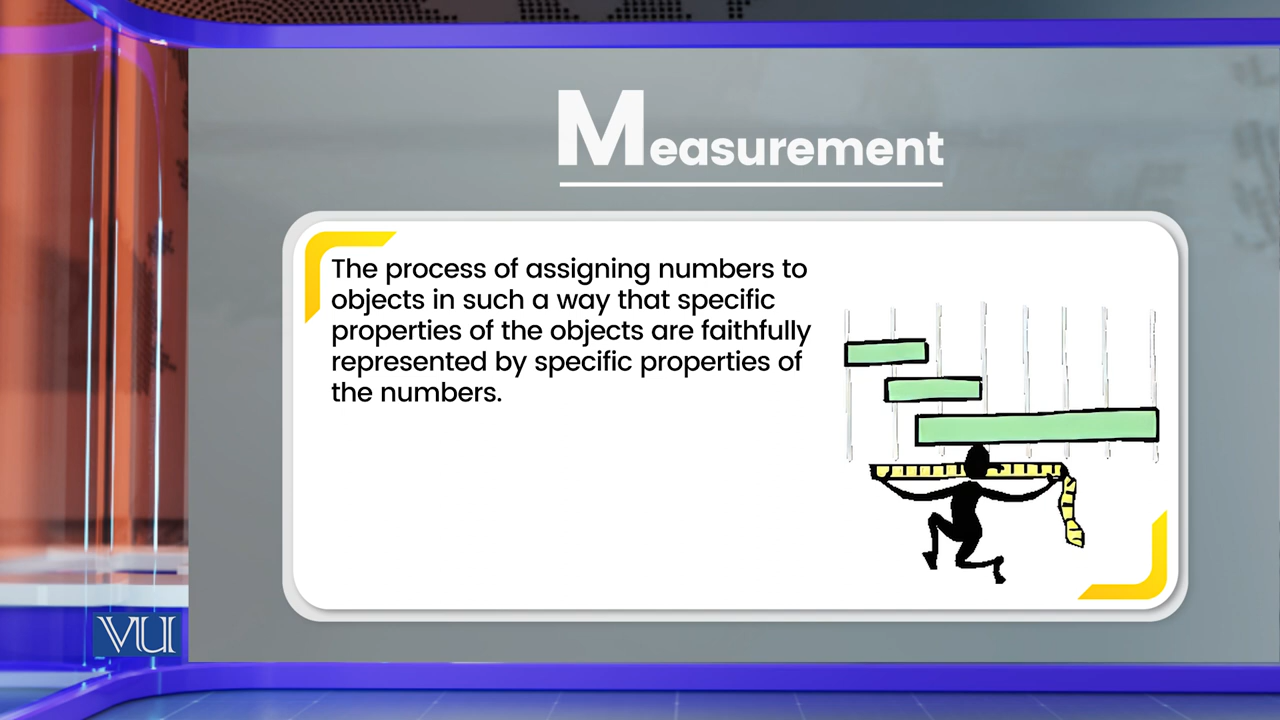 Measurement
The process of assigning numbers to
objects in such a way that specific
properties of the objects are faithfully
represented by specific properties of
the numbers.
VU